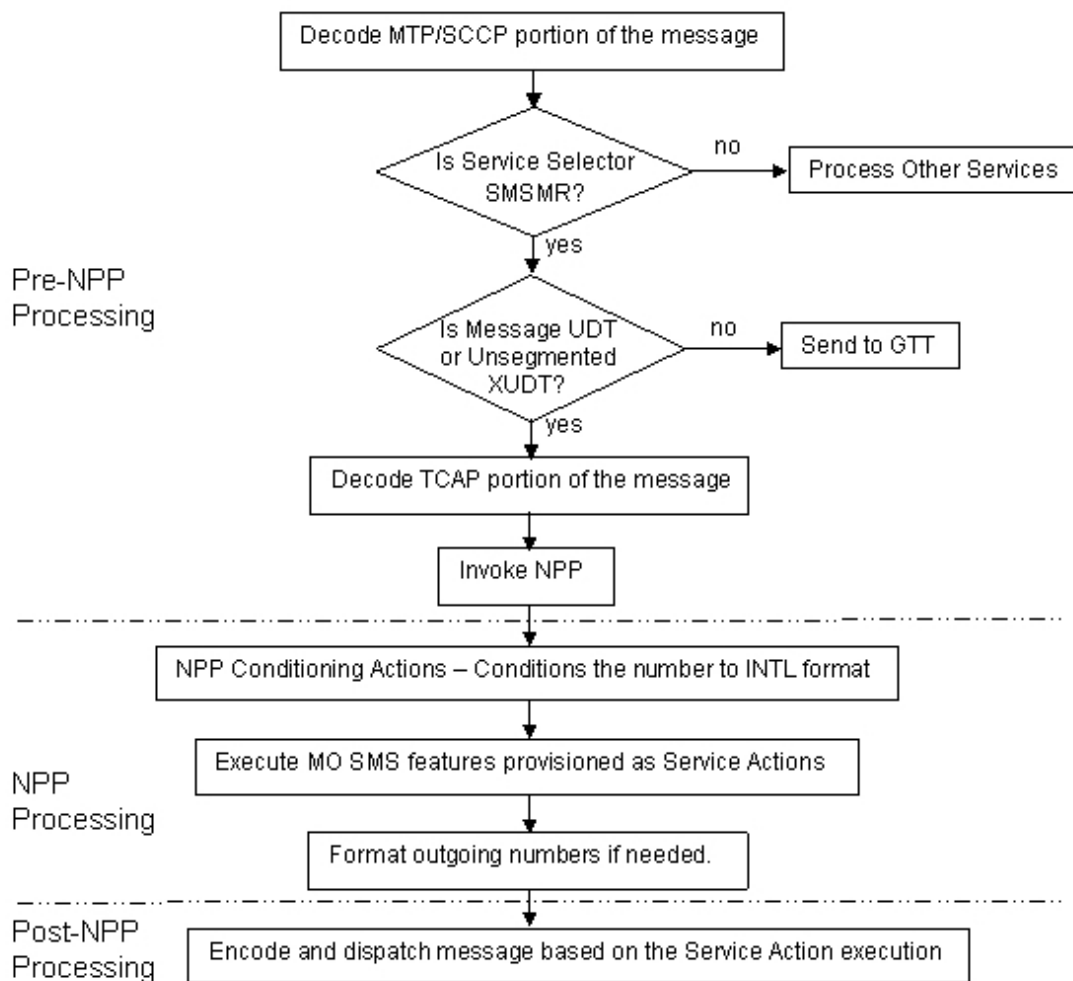 Decode MTP/SCCP portion of the message
Is Service Selector
SMSMR?
no
Process Other Services
yes
Pre-NPP
Processing
Is Message UDT
or Unsegmented
XUDT?
no
Send to GTT
yes
Decode TCAP portion of the message
Invoke NPP
NPP Conditioning Actions – Conditions the number to INTL format
Execute MO SMS features provisioned as Service Actions
NPP
Processing
Format outgoing numbers if needed.
Post-NPP
Processing
Encode and dispatch message based on the Service Action execution